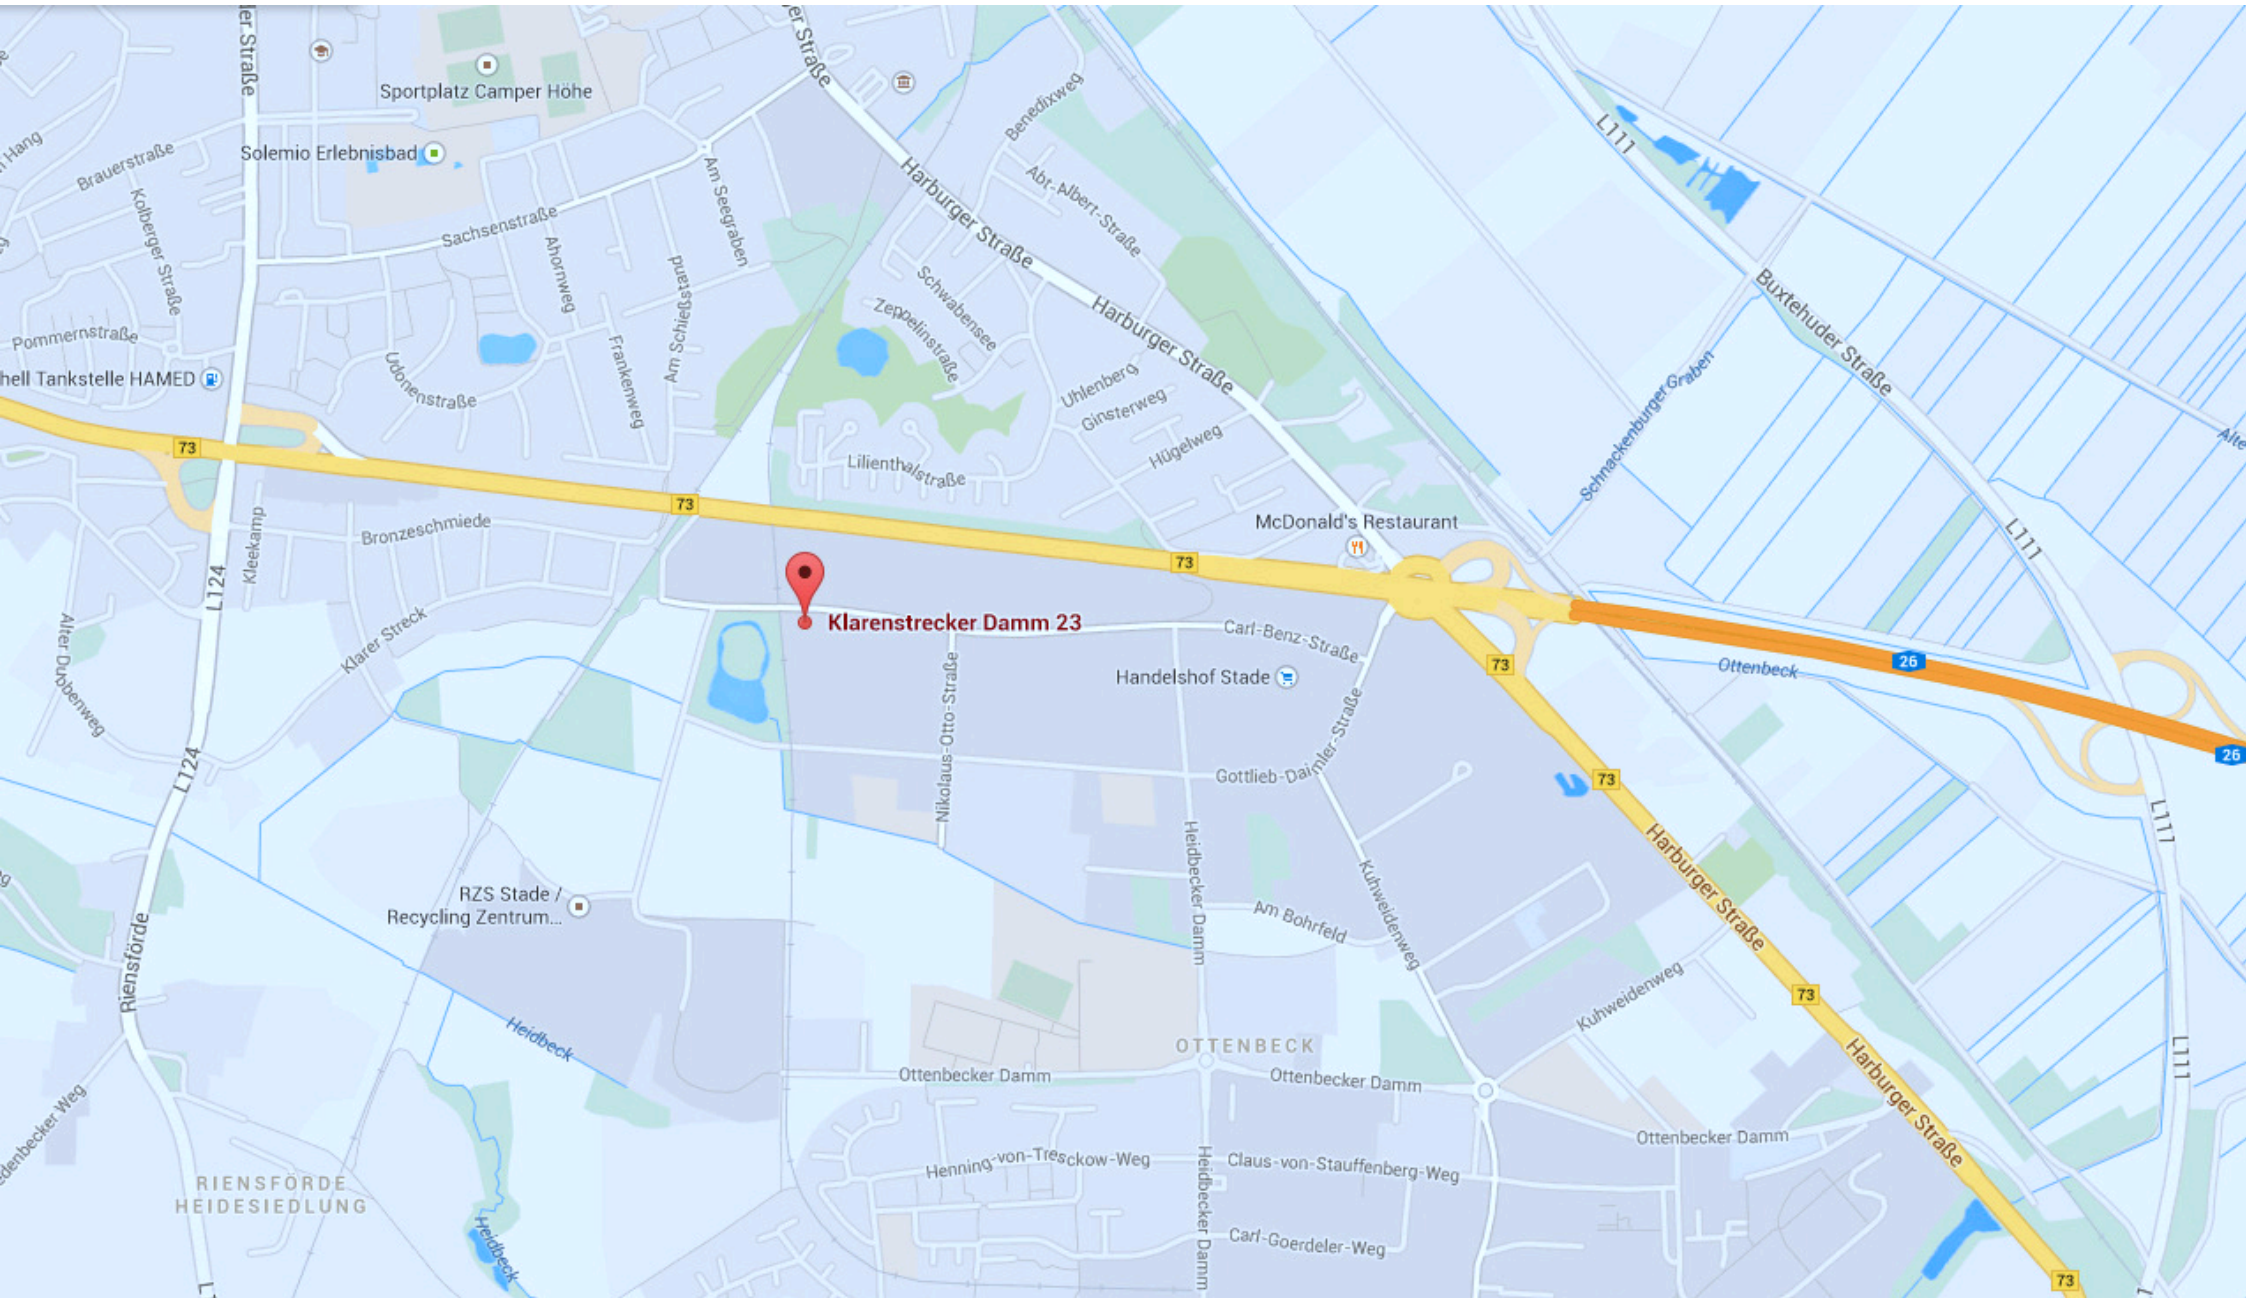 Sportplatz Camper Höhe
Solemio Erlebnisbad
Brauerstraße
Kolberger Straße
Sachsenstraße
Ahornweg
Am Seegraben
Am Schießstand
Frankenweg
Udonenstraße
Pommernstraße
hell Tankstelle HAMED
Benedixweg
Abt-Albert-Straße
Harburger Straße
Harburger Straße
Harburger Straße
Schwabensee
Zeppelinstraße
Uhlenberg
Ginsterweg
Hügelweg
Lilienthalstraße
L111
Buxtehuder Straße
Schnackenburger Graben
L111
73
73
73
McDonald's Restaurant
Bronzeschmiede
Kleekamp
L124
Klarer Streck
Alter Dubbenweg
L124
Klarenstrecker Damm 23
Carl-Benz-Straße
Handelshof Stade
Nikolaus-Otto-Straße
Gottlieb-Daimler-Straße
73
26
Ottenbeck
26
73
Harburger Straße
L111
RZS Stade /
Recycling Zentrum...
Heidbecker Damm
Am Bohrfeld
Kuhweidenweg
Kuhweidenweg
Riensförde
Heidbeck
OTTENBECK
Ottenbecker Damm
Ottenbecker Damm
73
Harburger Straße
L111
Ottenbecker Damm
Henning-von-Tresckow-Weg
Claus-von-Stauffenberg-Weg
Heidbecker Damm
Carl-Goerdeler-Weg
RIENSFÖRDE
HEIDESIEDLUNG
Heidbeck
73